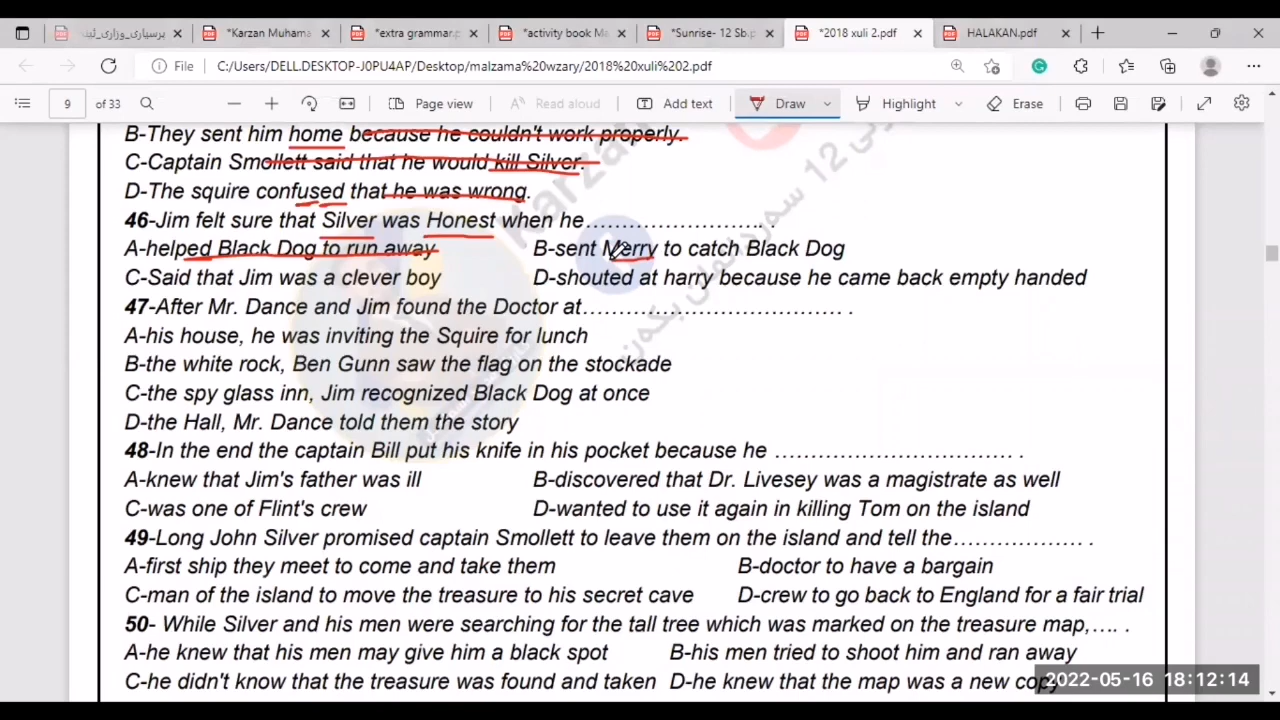 پرسیاری_وزاری_ئینـ *Karzan Muhama *extra grammar.p *activity book Ma *Sunrise- 12 Sb.p *2018 xuli 2.pdf HALAKAN.pdf
File C:/Users/DELL.DESKTOP-J0PU4AP/Desktop/malzama%20wzary/2018%20xuli%202.pdf
9 of 33 Page view Read aloud Add text Draw Highlight Erase
B-They sent him home because he couldn't work properly.
C-Captain Smollett said that he would kill Silver.
D-The squire confused that he was wrong.
46-Jim felt sure that Silver was Honest when he............................ .
A-helped Black Dog to run away B-sent Merry to catch Black Dog
C-Said that Jim was a clever boy D-shouted at harry because he came back empty handed
47-After Mr. Dance and Jim found the Doctor at.................................... .
A-his house, he was inviting the Squire for lunch
B-the white rock, Ben Gunn saw the flag on the stockade
C-the spy glass inn, Jim recognized Black Dog at once
D-the Hall, Mr. Dance told them the story
48-In the end the captain Bill put his knife in his pocket because he ................................. .
A-knew that Jim's father was ill B-discovered that Dr. Livesey was a magistrate as well
C-was one of Flint's crew D-wanted to use it again in killing Tom on the island
49-Long John Silver promised captain Smollett to leave them on the island and tell the.................. .
A-first ship they meet to come and take them B-doctor to have a bargain
C-man of the island to move the treasure to his secret cave D-crew to go back to England for a fair trial
50- While Silver and his men were searching for the tall tree which was marked on the treasure map,.... .
A-he knew that his men may give him a black spot B-his men tried to shoot him and ran away
C-he didn't know that the treasure was found and taken D-he knew that the map was a new copy
2022-05-16 18:12:14
Karzan
12